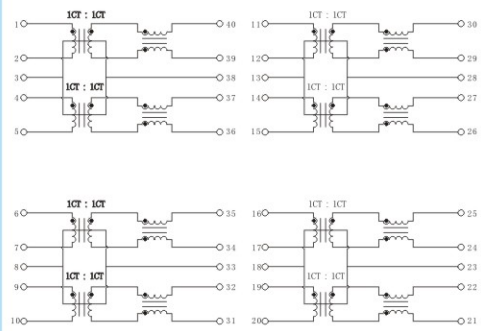 1CT : 1CT 1CT : 1CT
1 40 11 30
2 39 12 29
3 38 13 28
1CT : 1CT 1CT : 1CT
4 37 14 27
5 36 15 26
1CT : 1CT 1CT : 1CT
6 35 16 25
7 34 17 24
8 33 18 23
1CT : 1CT 1CT : 1CT
9 32 19 22
10 31 20 21